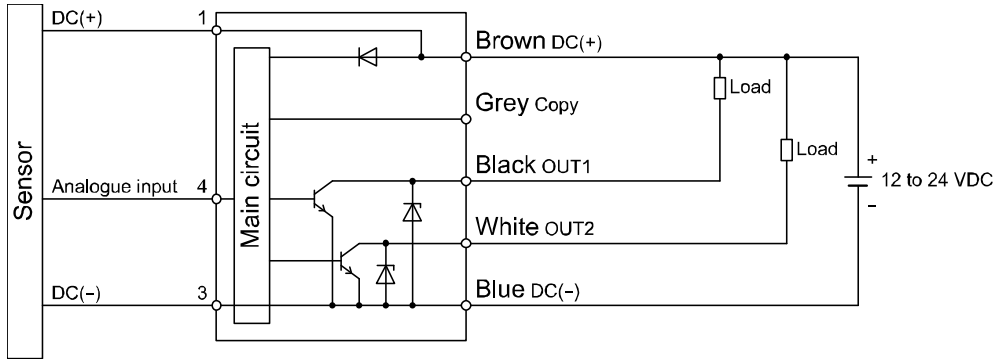 DC(+) 1
Brown DC(+)
Load
Grey Copy
Load
Black OUT1
Sensor
Analogue input 4
Main circuit
+
12 to 24 VDC
−
White OUT2
DC(−) 3
Blue DC(−)